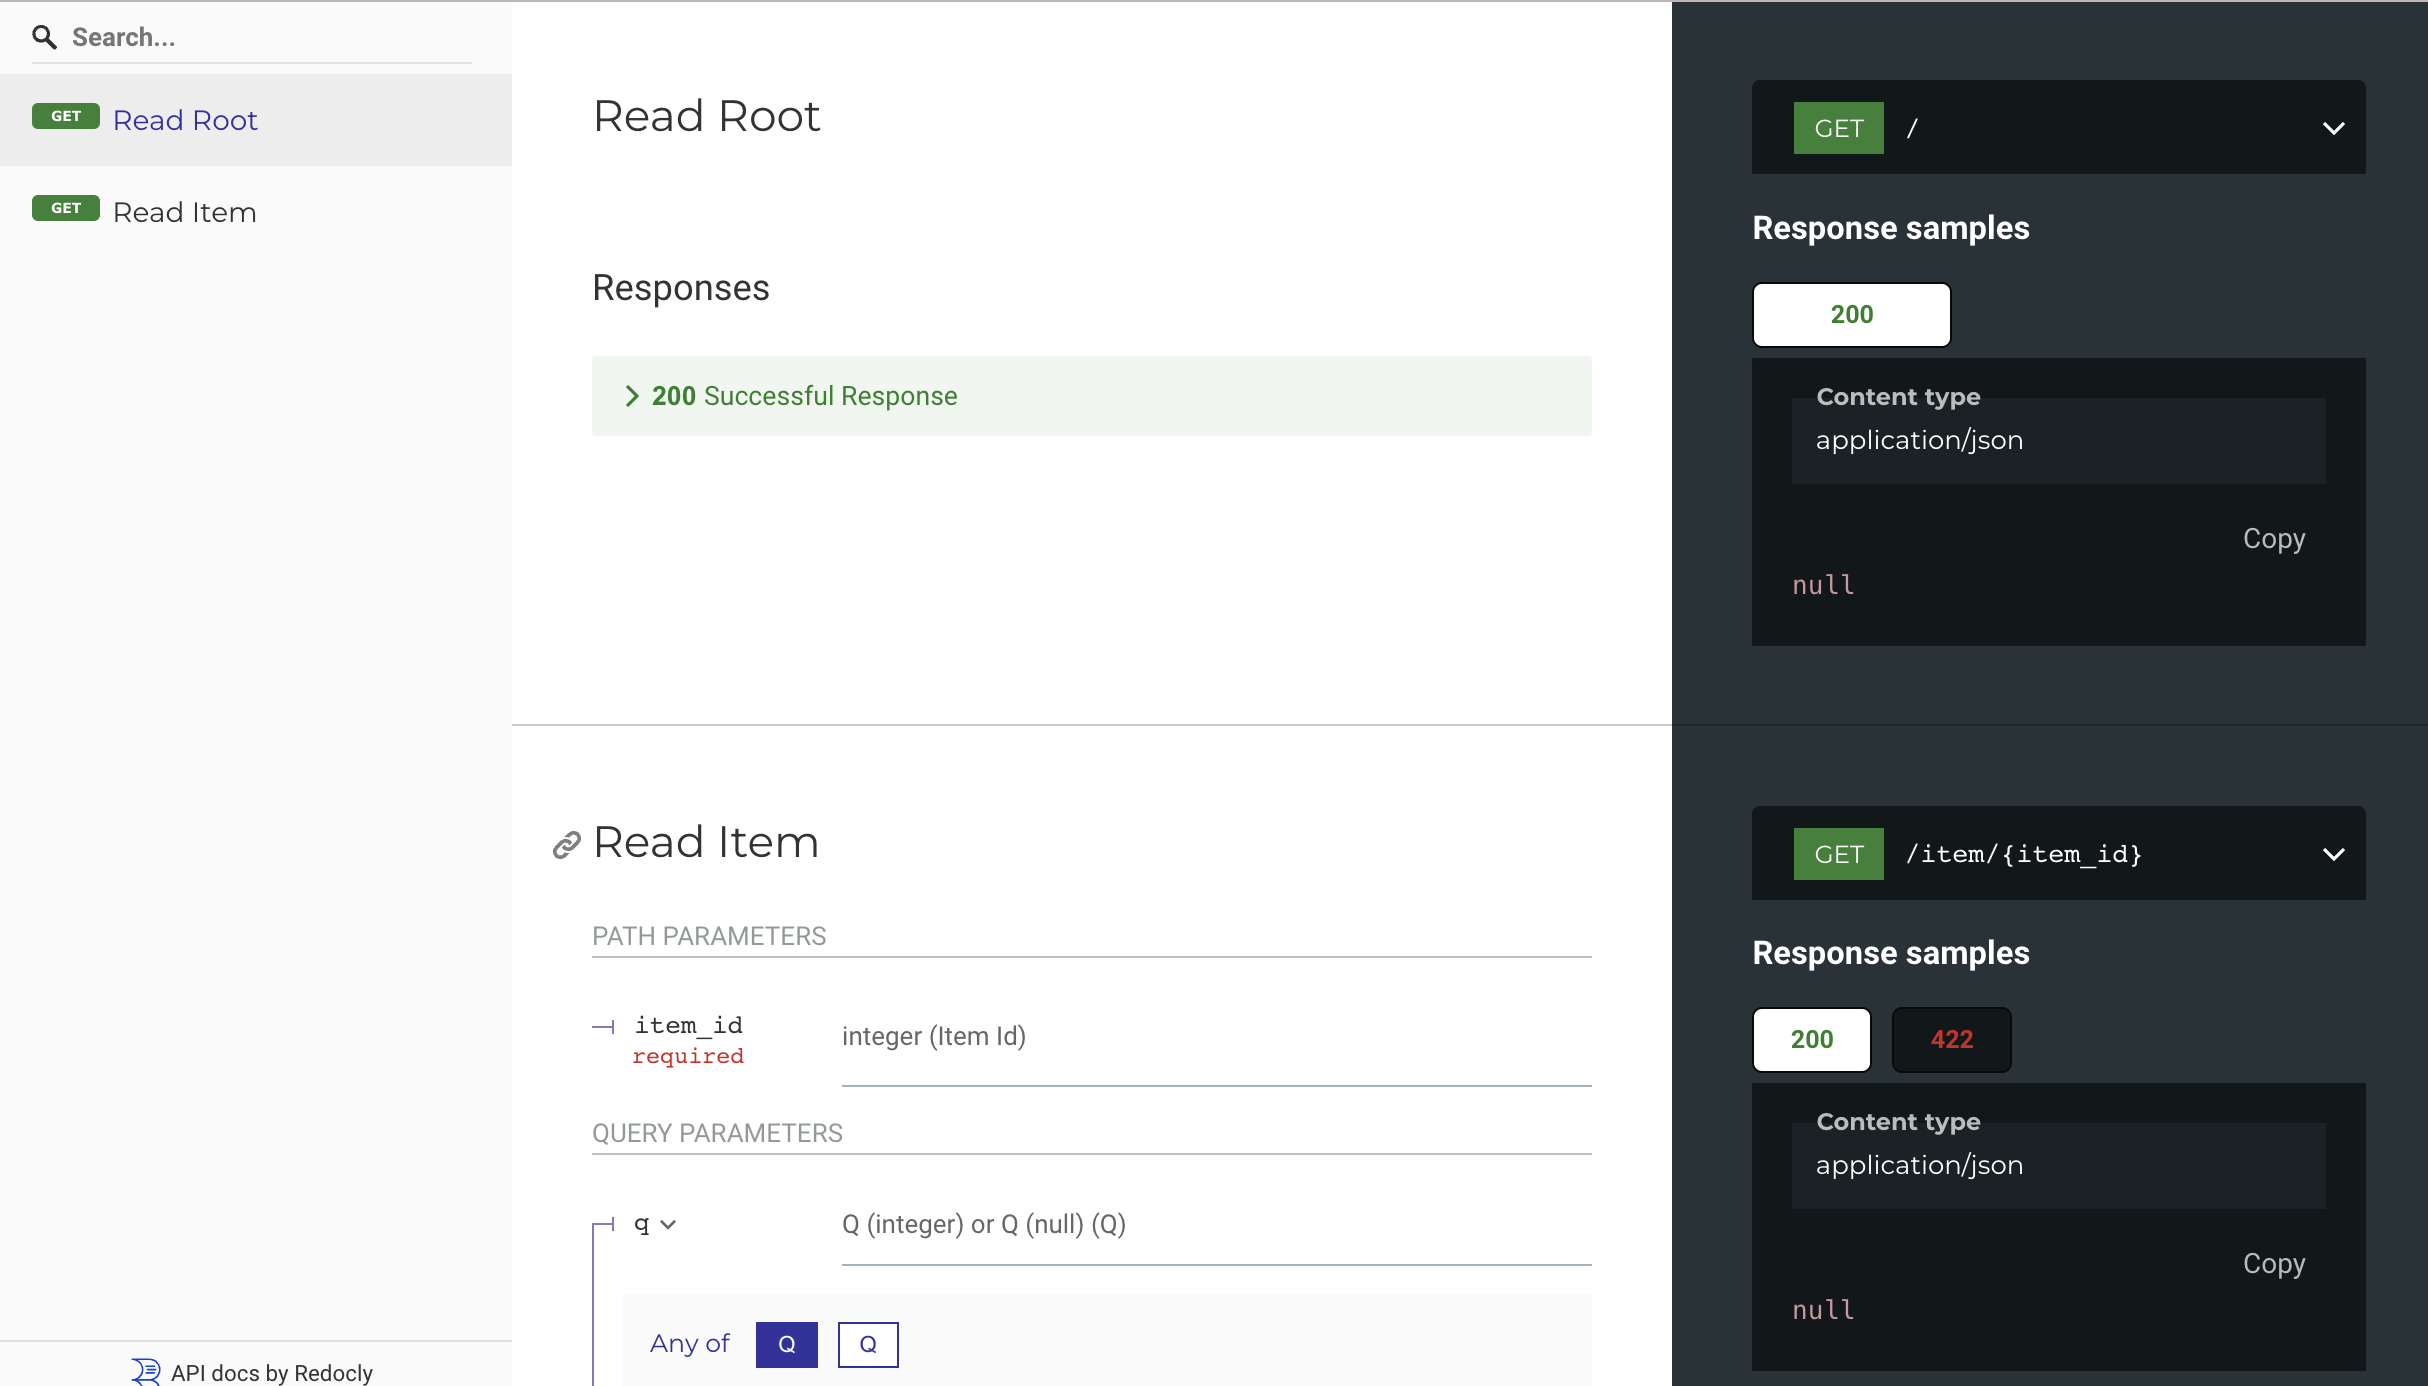 Search...
GET Read Root
GET Read Item
API docs by Redocly
Read Root
Responses
200 Successful Response
GET /
Response samples
200
Content type
application/json
Copy
null
Read Item
PATH PARAMETERS
item_id
required
integer (Item Id)
QUERY PARAMETERS
q
Q (integer) or Q (null) (Q)
Any of Q Q
GET /item/{item_id}
Response samples
200 422
Content type
application/json
Copy
null